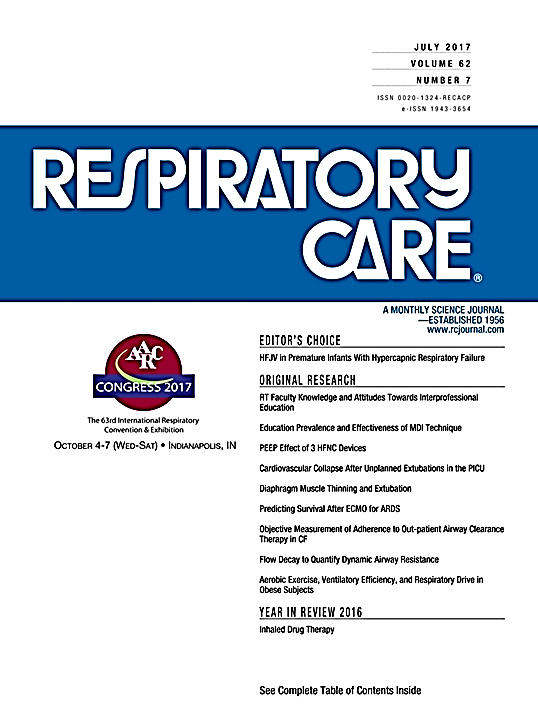 JULY 2017
VOLUME 62
NUMBER 7
ISSN 0020-1324-RECACP
e-ISSN 1943-3654
RESPIRATORY
CARE®
A MONTHLY SCIENCE JOURNAL
—ESTABLISHED 1956
www.rcjournal.com
AARC
CONGRESS 2017
The 63rd International Respiratory
Convention & Exhibition
OCTOBER 4-7 (WED-SAT) • INDIANAPOLIS, IN
EDITOR'S CHOICE
HFJV in Premature Infants With Hypercapnic Respiratory Failure
ORIGINAL RESEARCH
RT Faculty Knowledge and Attitudes Towards Interprofessional
Education
Education Prevalence and Effectiveness of MDI Technique
PEEP Effect of 3 HFNC Devices
Cardiovascular Collapse After Unplanned Extubations in the PICU
Diaphragm Muscle Thinning and Extubation
Predicting Survival After ECMO for ARDS
Objective Measurement of Adherence to Out-patient Airway Clearance
Therapy in CF
Flow Decay to Quantify Dynamic Airway Resistance
Aerobic Exercise, Ventilatory Efficiency, and Respiratory Drive in
Obese Subjects
YEAR IN REVIEW 2016
Inhaled Drug Therapy
See Complete Table of Contents Inside